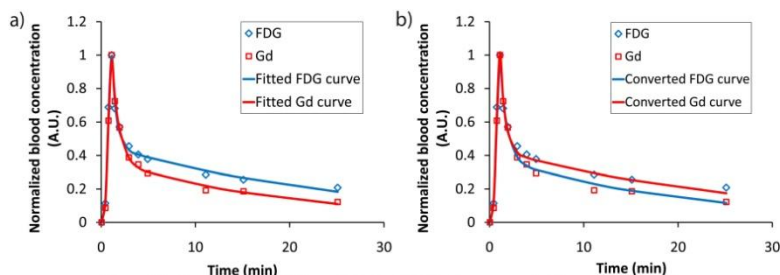 a)
Normalized blood concentration
(A.U.)
1.2
1
0.8
0.6
0.4
0.2
0
0
10
20
30
Time (min)
FDG
Gd
Fitted FDG curve
Fitted Gd curve
b)
Normalized blood concentration
(A.U.)
1.2
1
0.8
0.6
0.4
0.2
0
0
10
20
30
Time (min)
FDG
Gd
Converted FDG curve
Converted Gd curve